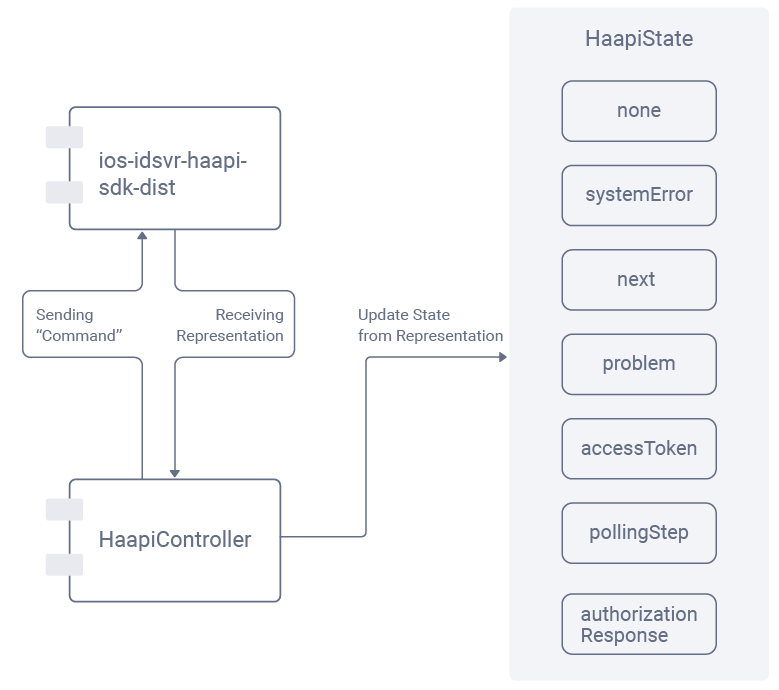 ios-idsvr-haapi-
sdk-dist
Sending
“Command”
Receiving
Representation
HaapiController
Update State
from Representation
HaapiState
none
systemError
next
problem
accessToken
pollingStep
authorization
Response